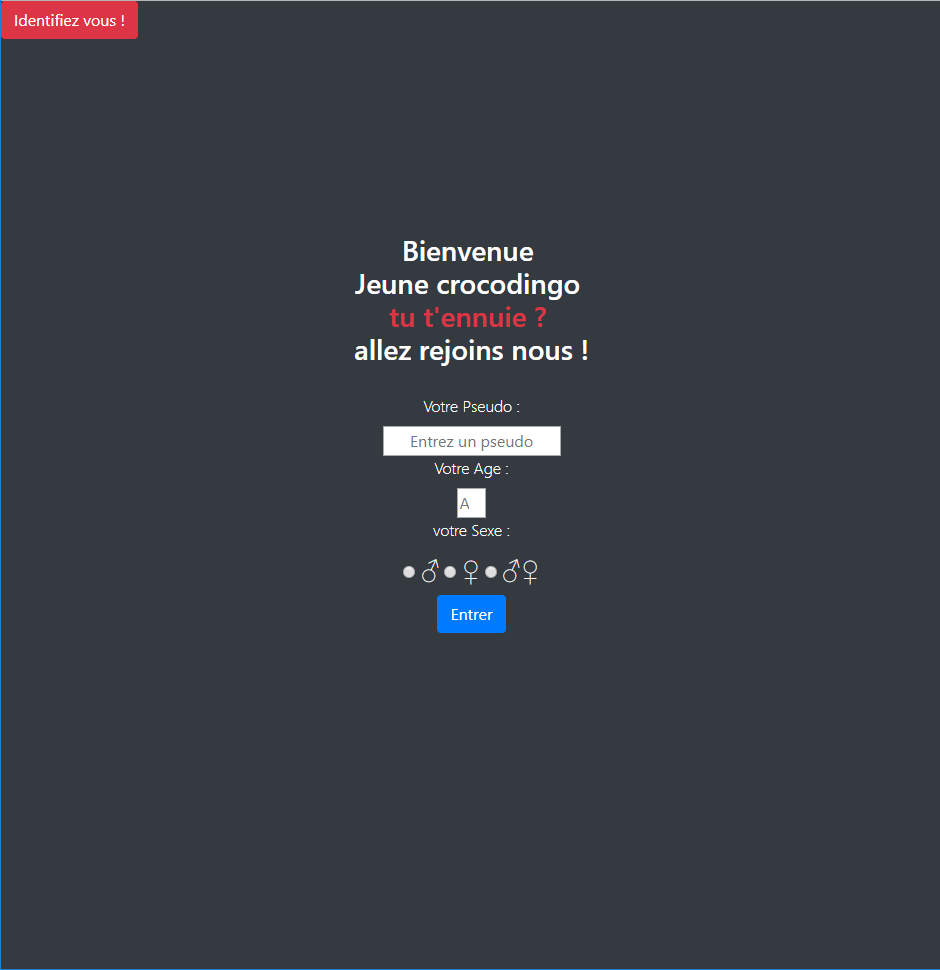 Identifiez vous !
Bienvenue
Jeune crocodingo
tu t'ennuie ?
allez rejoins nous !
Votre Pseudo :
Entrez un pseudo
Votre Age :
A
votre Sexe :
♂ ♀ ♂♀
Entrer